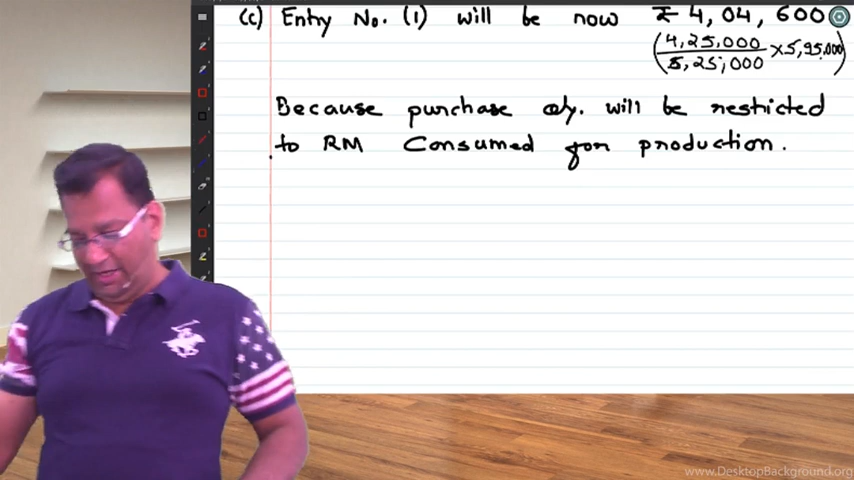 (c) Entry No. (1) will be now ₹ 4, 04, 600
(4,25,000 / 5,25,000 × 5,95,000)
Because purchase qty. will be restricted
to RM Consumed for production.
www.DesktopBackground.org